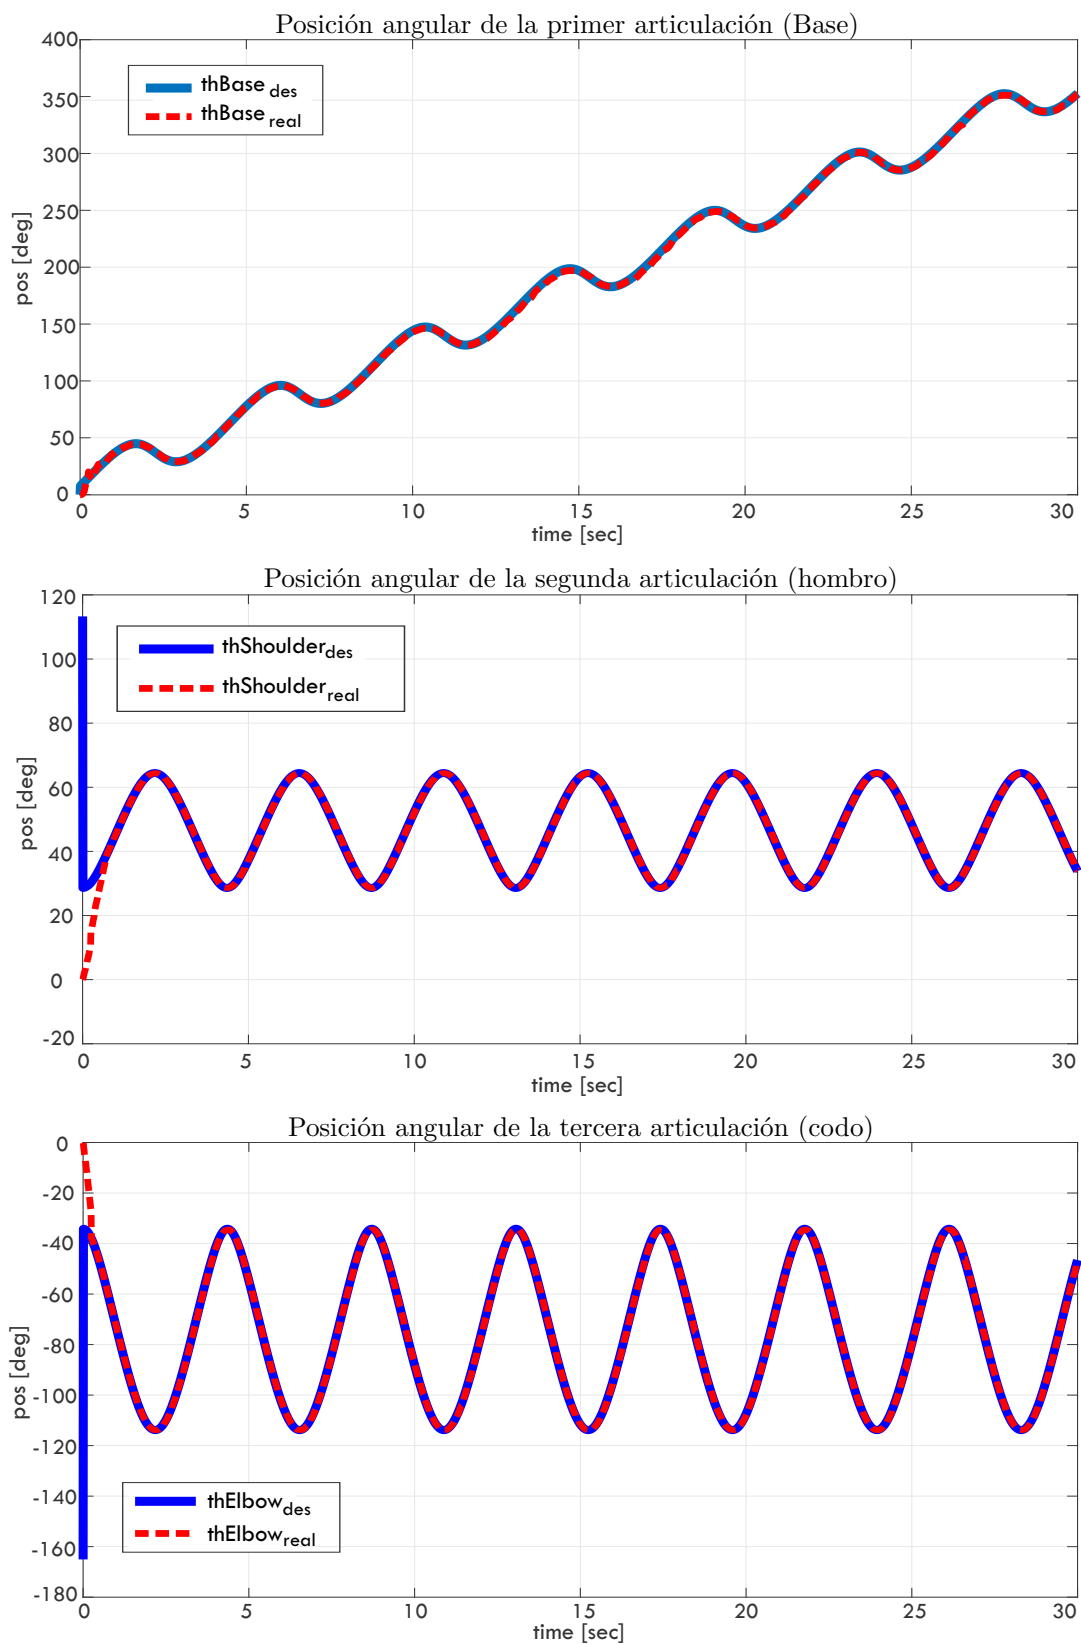 Posición angular de la primer articulación (Base)
400
350
300
250
200
150
100
50
0
pos [deg]
thBase des
thBase real
0 5 10 15 20 25 30
time [sec]
Posición angular de la segunda articulación (hombro)
120
100
80
60
40
20
0
-20
pos [deg]
thShoulder des
thShoulder real
0 5 10 15 20 25 30
time [sec]
Posición angular de la tercera articulación (codo)
0
-20
-40
-60
-80
-100
-120
-140
-160
-180
pos [deg]
thElbow des
thElbow real
0 5 10 15 20 25 30
time [sec]